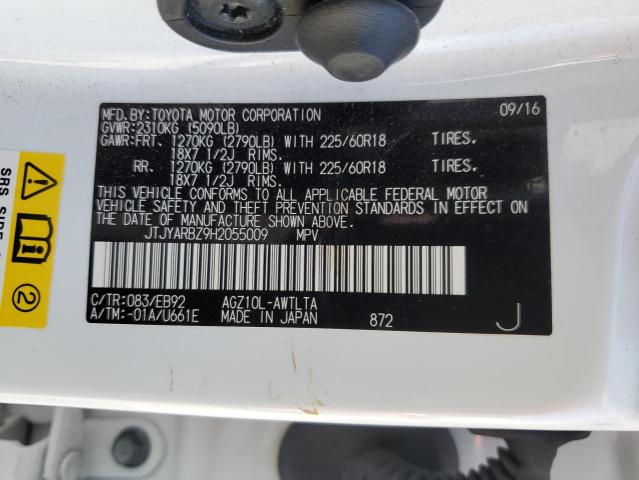 MFD.BY:TOYOTA MOTOR CORPORATION 09/16
GVWR:2310KG (5090LB)
GAWR:FRT. 1270KG (2790LB) WITH 225/60R18 TIRES.
18X7 1/2J RIMS.
RR. 1270KG (2790LB) WITH 225/60R18 TIRES.
18X7 1/2J RIMS.
THIS VEHICLE CONFORMS TO ALL APPLICABLE FEDERAL MOTOR
VEHICLE SAFETY AND THEFT PREVENTION STANDARDS IN EFFECT ON
THE DATE OF MANUFACTURE SHOWN ABOVE.
JTJYARBZ9H2055009 MPV
C/TR:083/EB92 AGZ10L-AWTLTA
A/TM:-01A/U661E MADE IN JAPAN 872 J
SRS SIDE
2